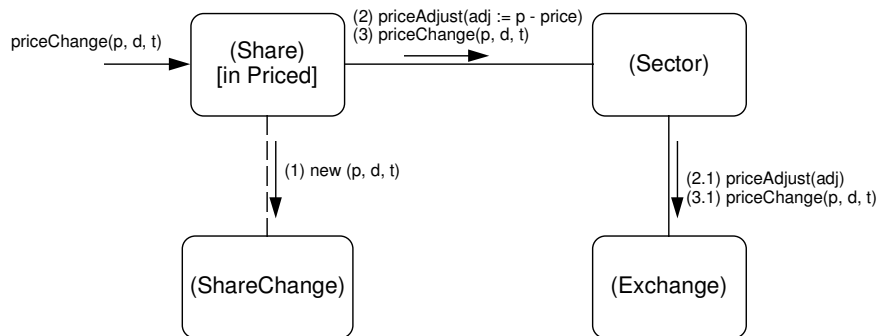 (2) priceAdjust(adj := p - price)
(3) priceChange(p, d, t)
priceChange(p, d, t)
(Share)
[in Priced]
(Sector)
(1) new (p, d, t)
(2.1) priceAdjust(adj)
(3.1) priceChange(p, d, t)
(ShareChange)
(Exchange)